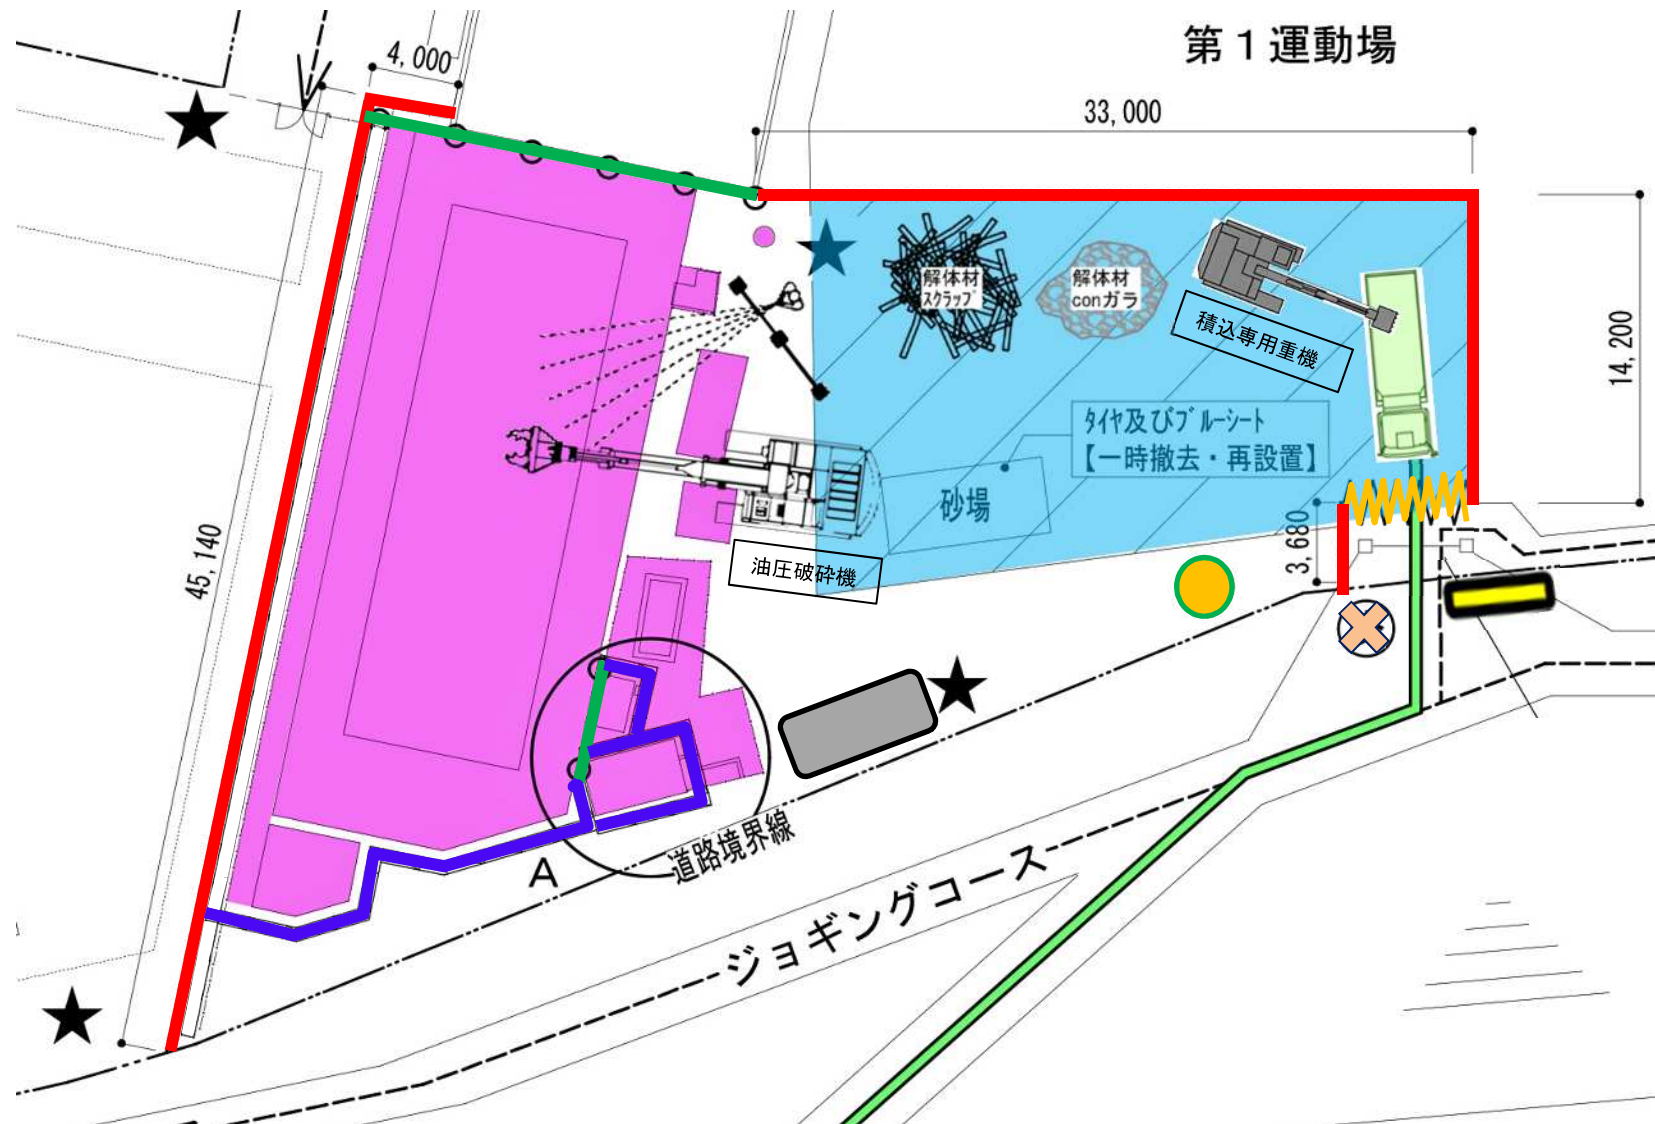 第１運動場
4,000
33,000
解体材
スクラップ
解体材
conガラ
積込専用重機
14,200
タイヤ及びブルーシート
【一時撤去・再設置】
砂場
45,140
3,680
油圧破砕機
道路境界線
A
ジョギングコース